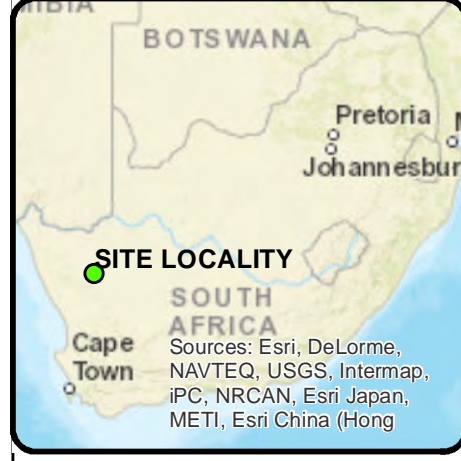 MIBIA
BOTSWANA
Pretoria
Johannesbur
SITE LOCALITY
SOUTH
AFRICA
Cape
Town
Sources: Esri, DeLorme,
NAVTEQ, USGS, Intermap,
iPC, NRCAN, Esri Japan,
METI, Esri China (Hong